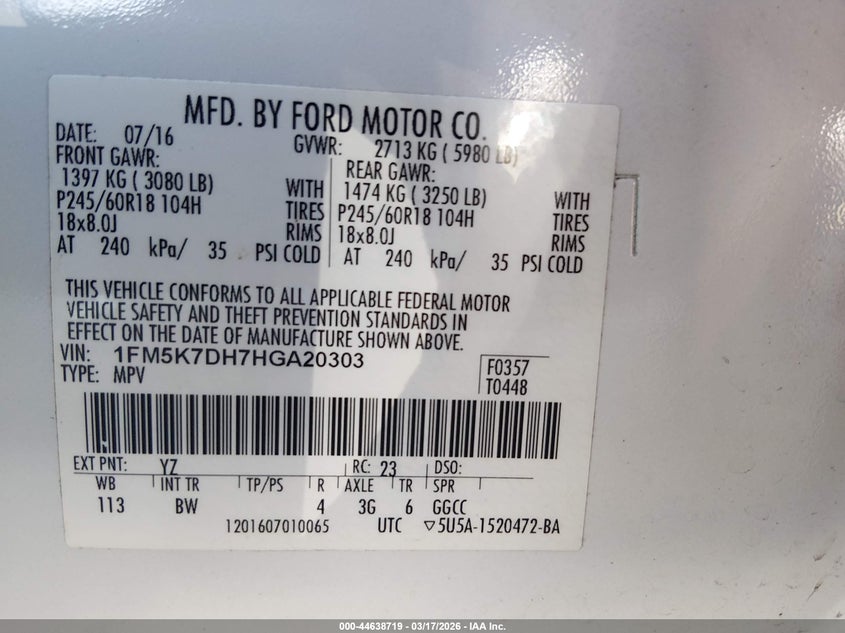 MFD. BY FORD MOTOR CO.
DATE: 07/16 GVWR: 2713 KG ( 5980 LB)
FRONT GAWR: REAR GAWR:
1397 KG ( 3080 LB) WITH 1474 KG ( 3250 LB) WITH
P245/60R18 104H TIRES P245/60R18 104H TIRES
18x8.0J RIMS 18x8.0J RIMS
AT 240 kPa/ 35 PSI COLD AT 240 kPa/ 35 PSI COLD
THIS VEHICLE CONFORMS TO ALL APPLICABLE FEDERAL MOTOR
VEHICLE SAFETY AND THEFT PREVENTION STANDARDS IN
EFFECT ON THE DATE OF MANUFACTURE SHOWN ABOVE.
VIN: 1FM5K7DH7HGA20303 F0357
TYPE: MPV T0448
EXT PNT: YZ RC: 23 DSO:
WB INT TR TP/PS R AXLE TR SPR
113 BW 4 3G 6 GGCC
1201607010065 UTC ▽5U5A-1520472-BA
000-44638719 — 03/17/2026 — IAA Inc.